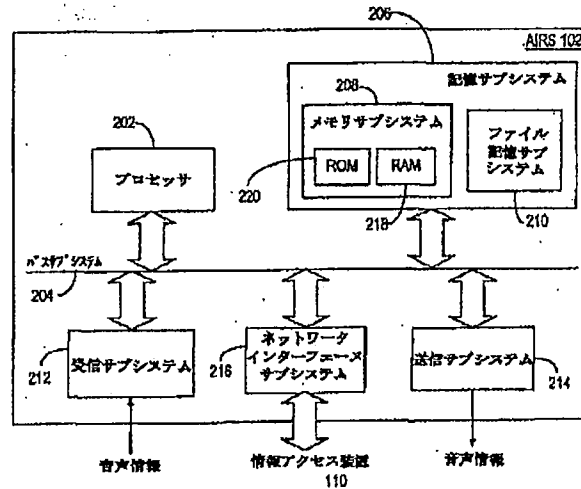 AIRS 102
206
記憶サブシステム
208
メモリサブシステム
ROM
RAM
220
218
ファイル
記憶サブ
システム
210
202
プロセッサ
バスサブシステム
204
212
受信サブシステム
216
ネットワーク
インターフェース
サブシステム
送信サブシステム
214
音声情報
情報アクセス装置
110
音声情報